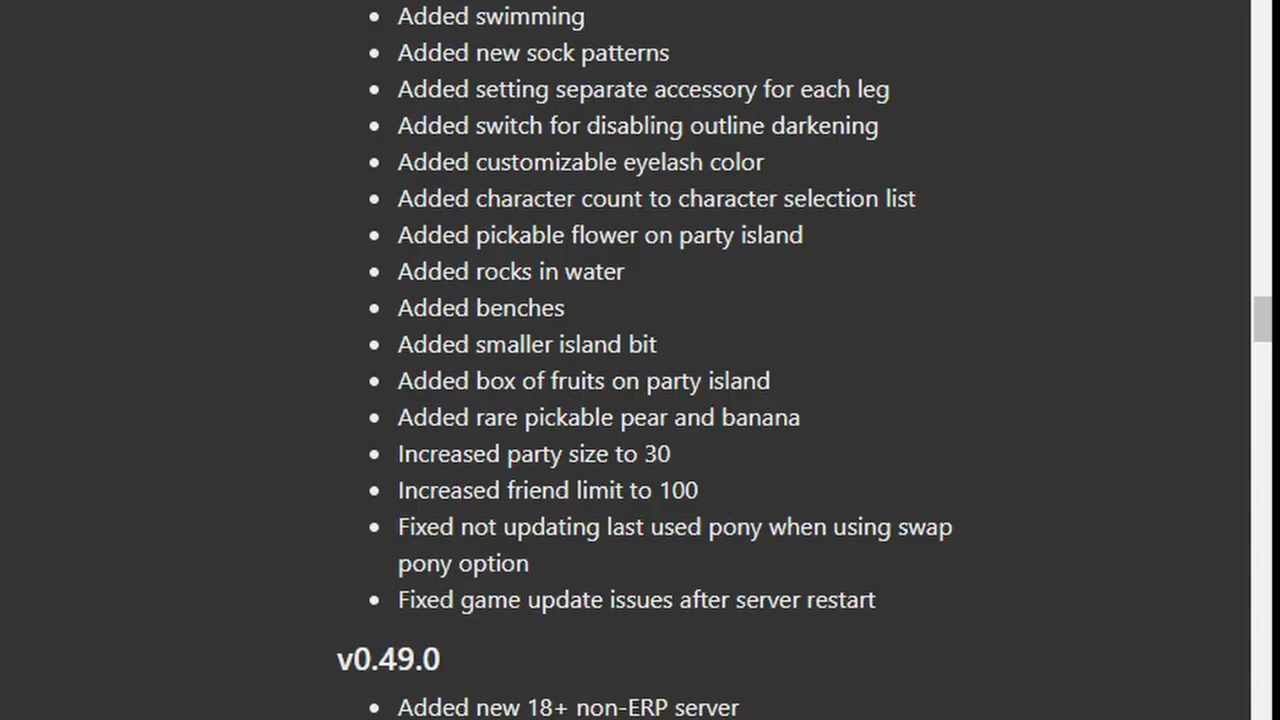 Added swimming
Added new sock patterns
Added setting separate accessory for each leg
Added switch for disabling outline darkening
Added customizable eyelash color
Added character count to character selection list
Added pickable flower on party island
Added rocks in water
Added benches
Added smaller island bit
Added box of fruits on party island
Added rare pickable pear and banana
Increased party size to 30
Increased friend limit to 100
Fixed not updating last used pony when using swap
pony option
Fixed game update issues after server restart
v0.49.0
Added new 18+ non-ERP server